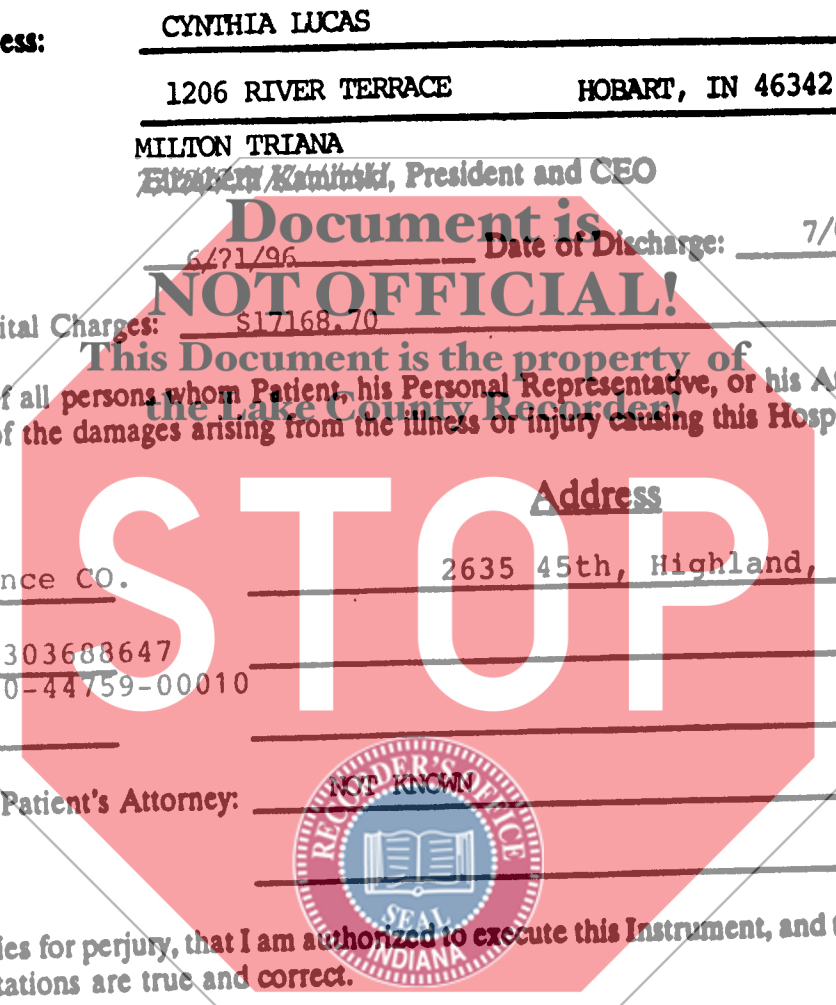 ess: CYNTHIA LUCAS
1206 RIVER TERRACE HOBART, IN 46342
MILTON TRIANA
Elizabeth Kaminski, President and CEO
Document is
6/?1/96 Date of Discharge: 7/
NOT OFFICIAL!
ital Charges: $17168.70
This Document is the property of
f all persons whom Patient, his Personal Representative, or his A
the Lake County Recorder!
of the damages arising from the illness or injury causing this Hosp
STOP
Address
nce CO. 2635 45th, Highland,
303688647
0-44759-00010
Patient's Attorney: NOT KNOWN
RECORDER'S OFFICE
SEAL
INDIANA
ies for perjury, that I am authorized to execute this Instrument, and t
tations are true and correct.